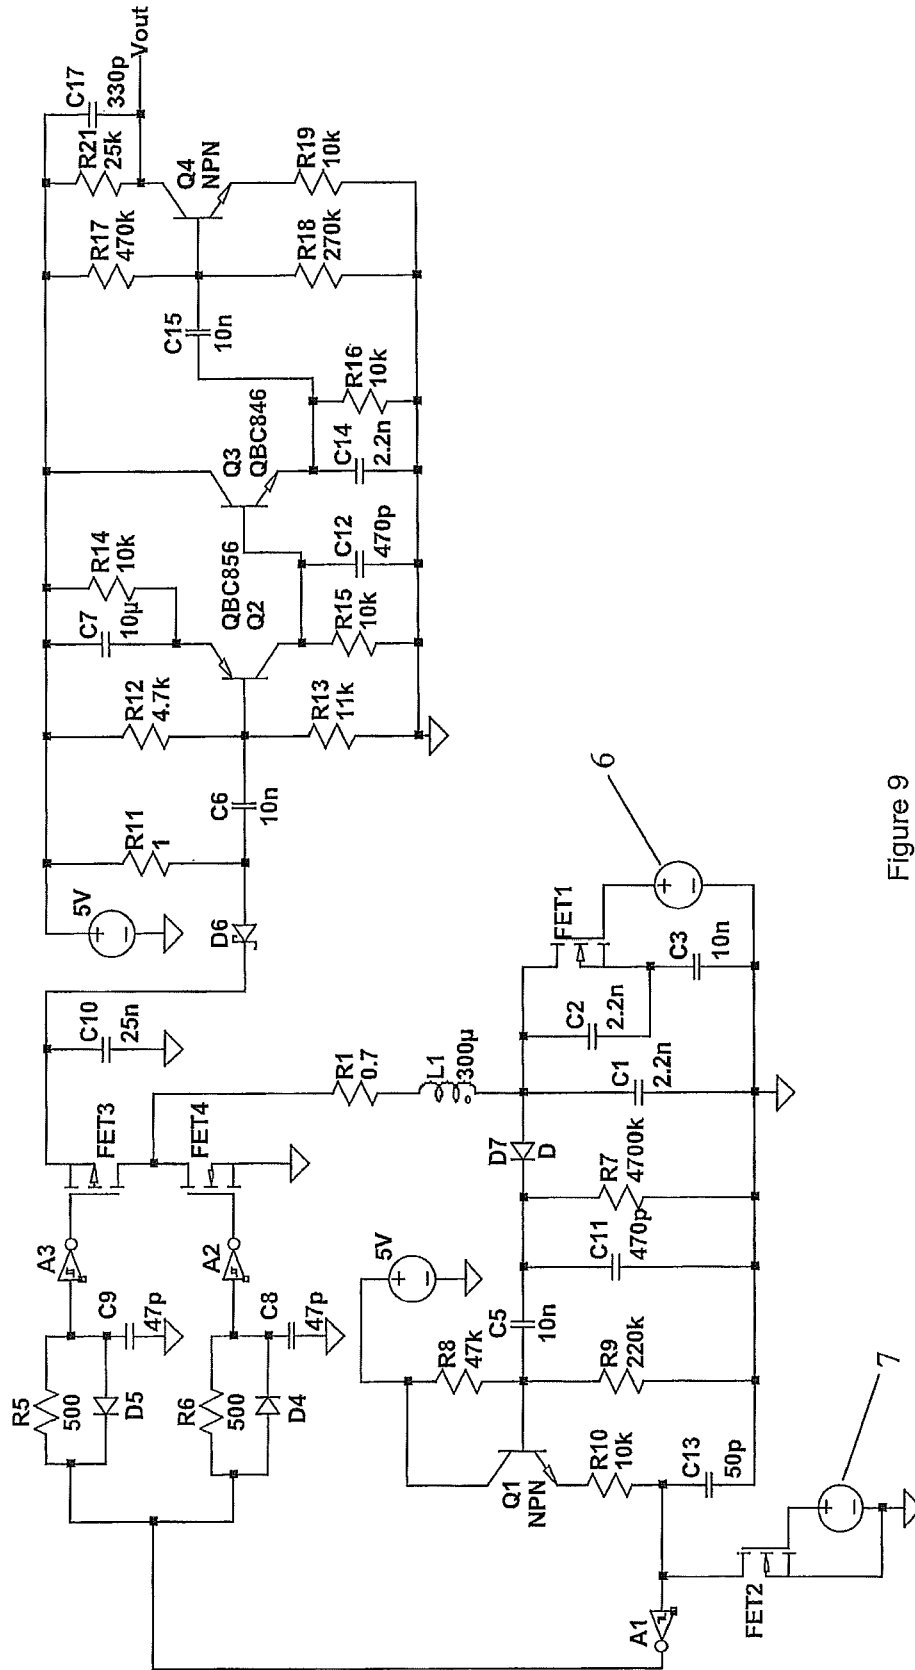 C17
330p
Vout
R21
25k
Q4
NPN
R19
10k
R17
470k
R18
270k
C15
10n
R16
10k
Q3
QBC846
C14
2.2n
R14
10k
C7
10µ
QBC856
Q2
C12
470p
R15
10k
R12
4.7k
R13
11k
C6
10n
R11
1
5V
D6
C10
25n
FET3
FET4
A3
A2
C9
47p
C8
47p
R5
500
D5
R6
500
D4
R1
0.7
L1
300µ
6
FET1
C3
10n
C2
2.2n
C1
2.2n
D7
D
R7
4700k
C11
470p
5V
C5
10n
R8
47k
R9
220k
Q1
NPN
R10
10k
C13
50p
7
FET2
A1
Figure 9